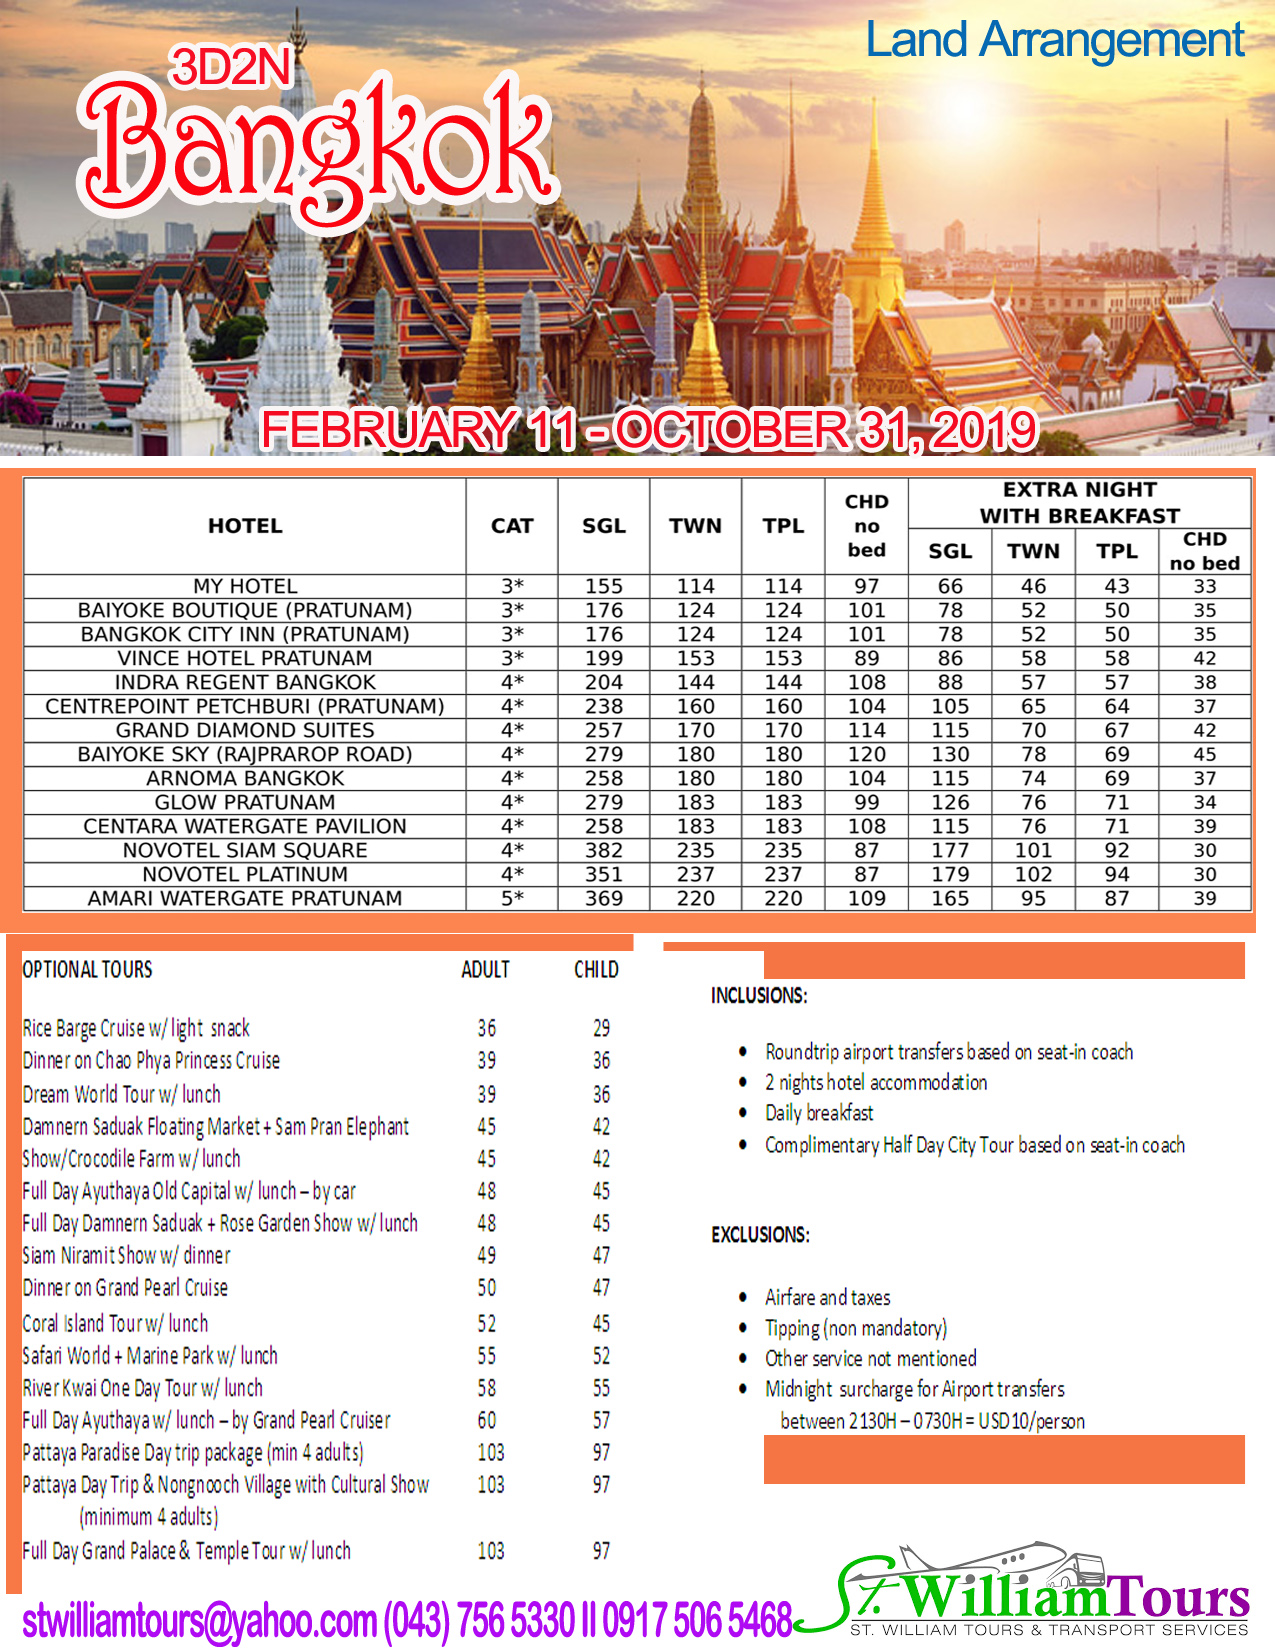 Land Arrangement
3D2N
Bangkok
FEBRUARY 11 - OCTOBER 31, 2019
HOTEL CAT SGL TWN TPL CHD no bed EXTRA NIGHT WITH BREAKFAST
SGL TWN TPL CHD no bed
MY HOTEL 3* 155 114 114 97 66 46 43 33
BAIYOKE BOUTIQUE (PRATUNAM) 3* 176 124 124 101 78 52 50 35
BANGKOK CITY INN (PRATUNAM) 3* 176 124 124 101 78 52 50 35
VINCE HOTEL PRATUNAM 3* 199 153 153 89 86 58 58 42
INDRA REGENT BANGKOK 4* 204 144 144 108 88 57 57 38
CENTREPOINT PETCHBURI (PRATUNAM) 4* 238 160 160 104 105 65 64 37
GRAND DIAMOND SUITES 4* 257 170 170 114 115 70 67 42
BAIYOKE SKY (RAJPRAROP ROAD) 4* 279 180 180 120 130 78 69 45
ARNOMA BANGKOK 4* 258 180 180 104 115 74 69 37
GLOW PRATUNAM 4* 279 183 183 99 126 76 71 34
CENTARA WATERGATE PAVILION 4* 258 183 183 108 115 76 71 39
NOVOTEL SIAM SQUARE 4* 382 235 235 87 177 101 92 30
NOVOTEL PLATINUM 4* 351 237 237 87 179 102 94 30
AMARI WATERGATE PRATUNAM 5* 369 220 220 109 165 95 87 39
OPTIONAL TOURS ADULT CHILD
Rice Barge Cruise w/ light snack 36 29
Dinner on Chao Phya Princess Cruise 39 36
Dream World Tour w/ lunch 39 36
Damnern Saduak Floating Market + Sam Pran Elephant 45 42
Show/Crocodile Farm w/ lunch 45 42
Full Day Ayuthaya Old Capital w/ lunch – by car 48 45
Full Day Damnern Saduak + Rose Garden Show w/ lunch 48 45
Siam Niramit Show w/ dinner 49 47
Dinner on Grand Pearl Cruise 50 47
Coral Island Tour w/ lunch 52 45
Safari World + Marine Park w/ lunch 55 52
River Kwai One Day Tour w/ lunch 58 55
Full Day Ayuthaya w/ lunch – by Grand Pearl Cruiser 60 57
Pattaya Paradise Day trip package (min 4 adults) 103 97
Pattaya Day Trip & Nongnooch Village with Cultural Show 103 97
(minimum 4 adults)
Full Day Grand Palace & Temple Tour w/ lunch 103 97
INCLUSIONS:
• Roundtrip airport transfers based on seat-in coach
• 2 nights hotel accommodation
• Daily breakfast
• Complimentary Half Day City Tour based on seat-in coach
EXCLUSIONS:
• Airfare and taxes
• Tipping (non mandatory)
• Other service not mentioned
• Midnight surcharge for Airport transfers
between 2130H – 0730H = USD10/person
stwilliamtours@yahoo.com (043) 756 5330 II 0917 506 5468
St. William Tours
ST. WILLIAM TOURS & TRANSPORT SERVICES